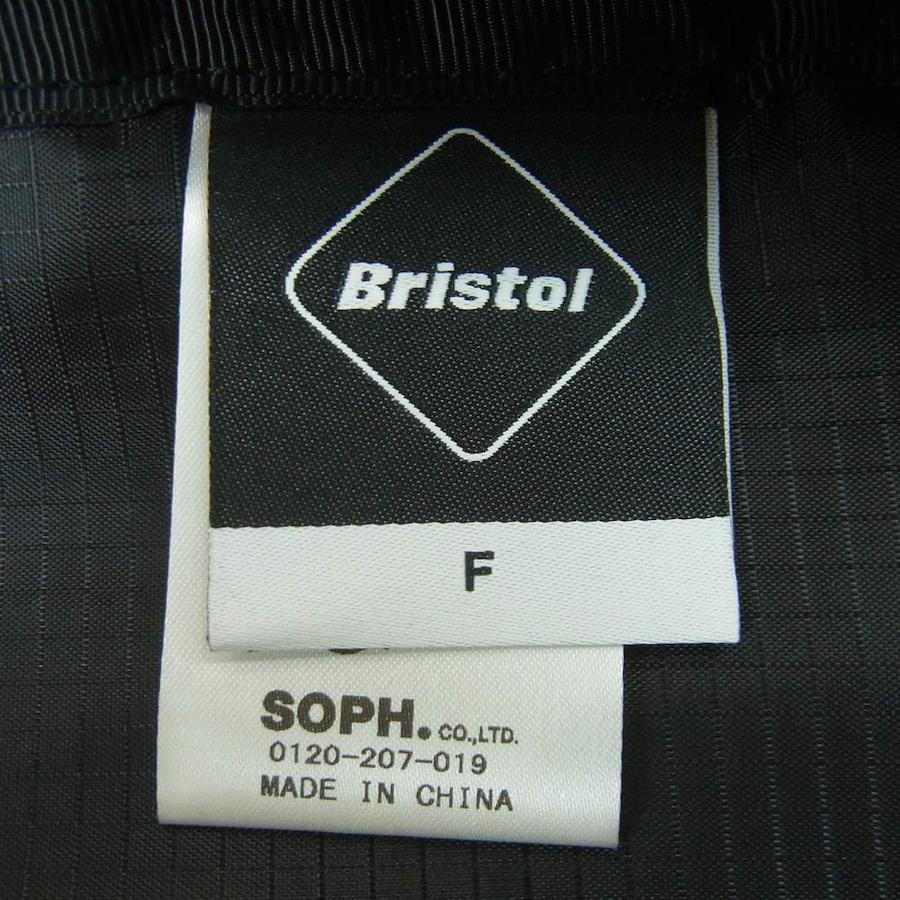 Bristol
F
SOPH. CO.,LTD.
0120-207-019
MADE IN CHINA